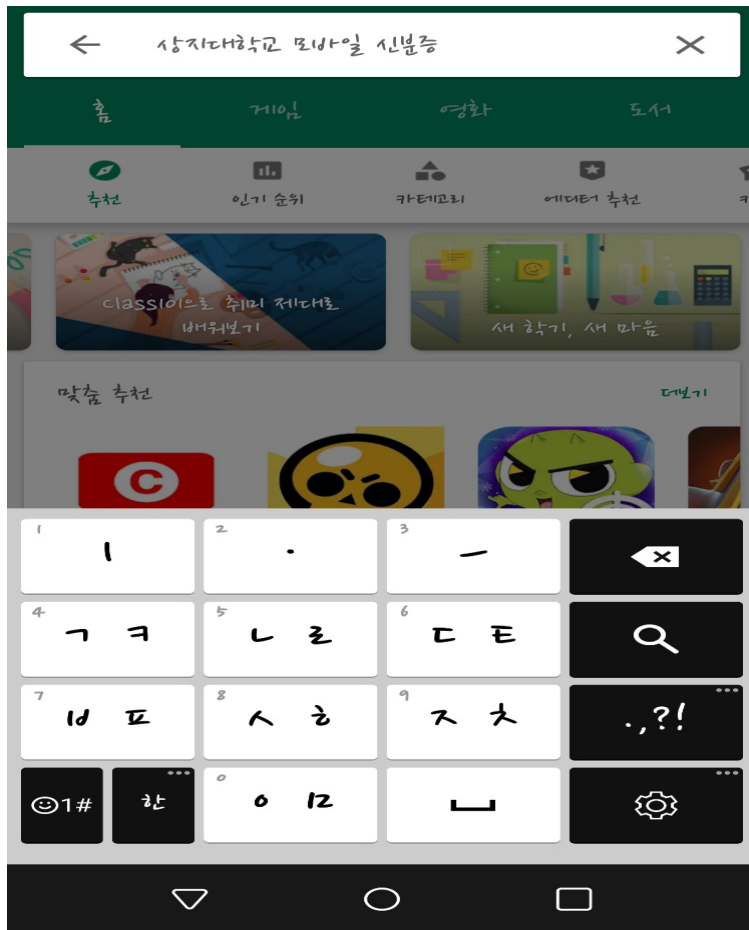 상지대학교 모바일 신분증
홈 게임 영화 도서
추천 인기 순위 카테고리 에디터 추천
class101으로 취미 제대로
배워보기
새 학기, 새 마음
맞춤 추천 더보기
C
1 ㅣ 2 · 3 ㅡ
4 ㄱ ㅋ 5 ㄴ ㄹ 6 ㄷ ㅌ
7 ㅂ ㅍ 8 ㅅ ㅎ 9 ㅈ ㅊ .,?!
1# 한 0 ㅇ ㅁ